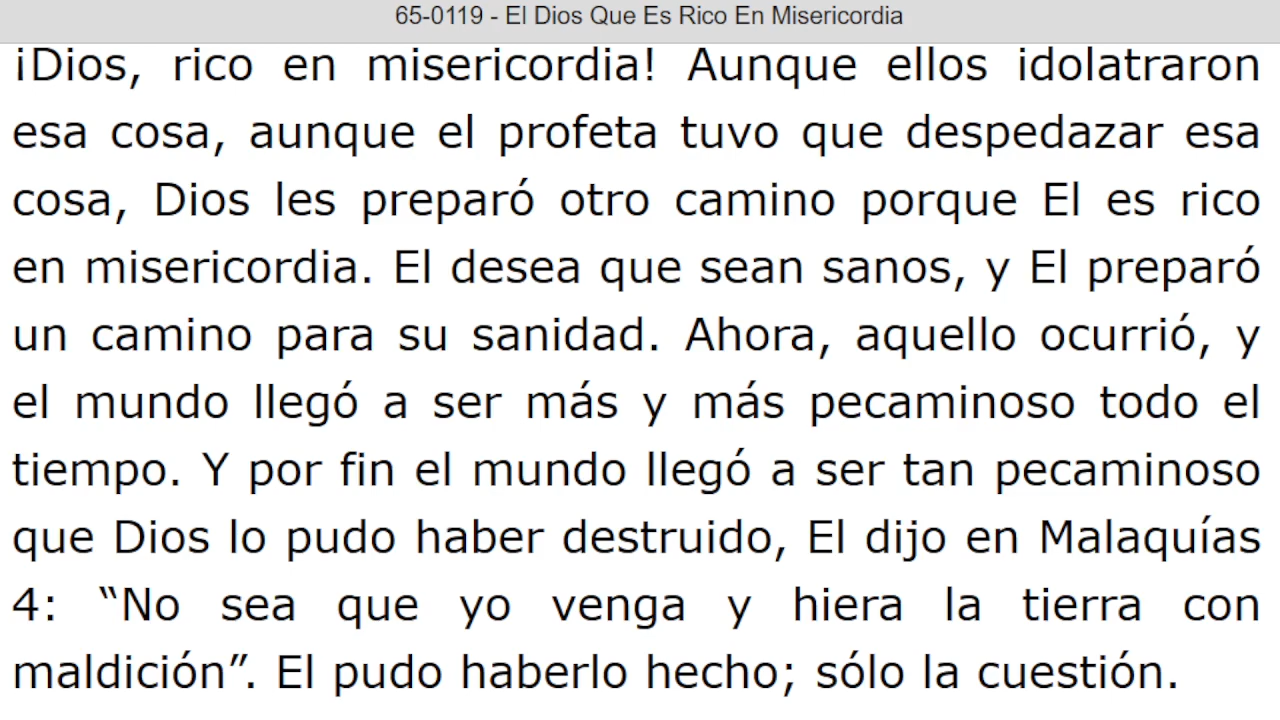 65-0119 - El Dios Que Es Rico En Misericordia
¡Dios, rico en misericordia! Aunque ellos idolatraron
esa cosa, aunque el profeta tuvo que despedazar esa
cosa, Dios les preparó otro camino porque El es rico
en misericordia. El desea que sean sanos, y El preparó
un camino para su sanidad. Ahora, aquello ocurrió, y
el mundo llegó a ser más y más pecaminoso todo el
tiempo. Y por fin el mundo llegó a ser tan pecaminoso
que Dios lo pudo haber destruido, El dijo en Malaquías
4: “No sea que yo venga y hiera la tierra con
maldición”. El pudo haberlo hecho; sólo la cuestión.